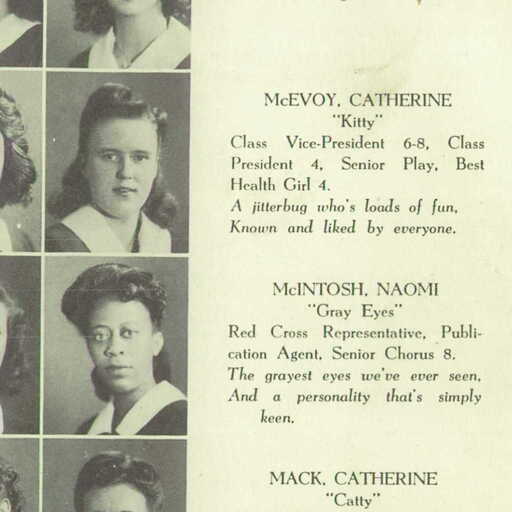 McEVOY, CATHERINE
"Kitty"
Class Vice-President 6-8, Class
President 4, Senior Play, Best
Health Girl 4.
A jitterbug who's loads of fun,
Known and liked by everyone.
McINTOSH, NAOMI
"Gray Eyes"
Red Cross Representative, Publi-
cation Agent, Senior Chorus 8.
The grayest eyes we've ever seen,
And a personality that's simply
keen.
MACK, CATHERINE
"Catty"